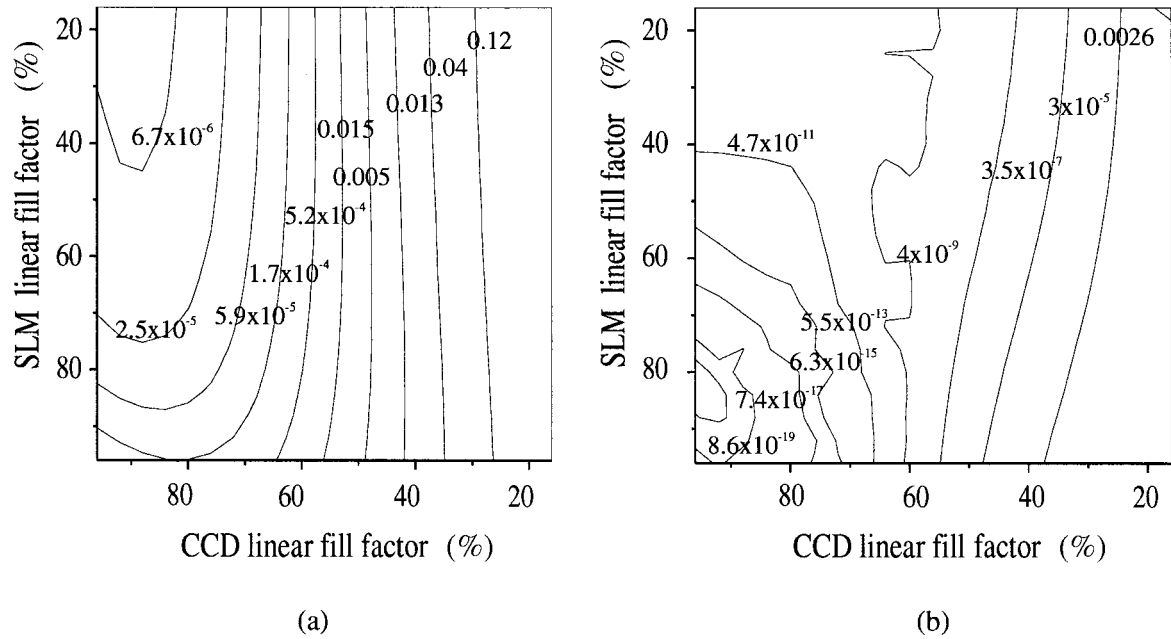 20
40
60
80
SLM linear fill factor (%)
0.12
0.04
0.013
0.015
0.005
6.7x10⁻⁶
5.2x10⁻⁴
1.7x10⁻⁴
5.9x10⁻⁵
2.5x10⁻⁵
80 60 40 20
CCD linear fill factor (%)
(a)
20
40
60
80
SLM linear fill factor (%)
0.0026
3x10⁻⁵
4.7x10⁻¹¹
3.5x10⁻⁷
4x10⁻⁹
5.5x10⁻¹³
6.3x10⁻¹⁵
7.4x10⁻¹⁷
8.6x10⁻¹⁹
80 60 40 20
CCD linear fill factor (%)
(b)